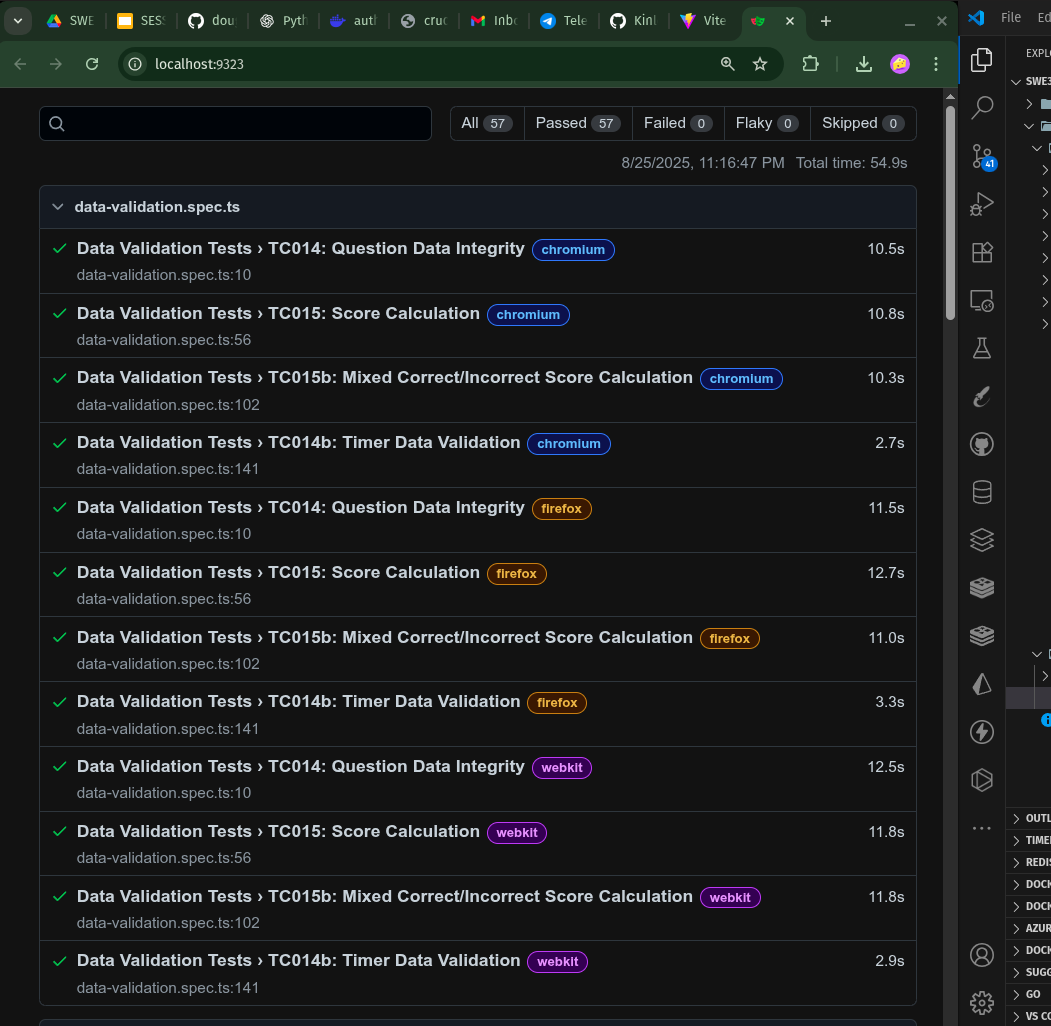 SWE
SES
dou
Pyth
auth
cruc
Inbo
Tele
Kinl
Vite
File
Ed
localhost:9323
EXPL
SWE3
41
All 57
Passed 57
Failed 0
Flaky 0
Skipped 0
8/25/2025, 11:16:47 PM Total time: 54.9s
data-validation.spec.ts
Data Validation Tests › TC014: Question Data Integrity chromium 10.5s
data-validation.spec.ts:10
Data Validation Tests › TC015: Score Calculation chromium 10.8s
data-validation.spec.ts:56
Data Validation Tests › TC015b: Mixed Correct/Incorrect Score Calculation chromium 10.3s
data-validation.spec.ts:102
Data Validation Tests › TC014b: Timer Data Validation chromium 2.7s
data-validation.spec.ts:141
Data Validation Tests › TC014: Question Data Integrity firefox 11.5s
data-validation.spec.ts:10
Data Validation Tests › TC015: Score Calculation firefox 12.7s
data-validation.spec.ts:56
Data Validation Tests › TC015b: Mixed Correct/Incorrect Score Calculation firefox 11.0s
data-validation.spec.ts:102
Data Validation Tests › TC014b: Timer Data Validation firefox 3.3s
data-validation.spec.ts:141
Data Validation Tests › TC014: Question Data Integrity webkit 12.5s
data-validation.spec.ts:10
Data Validation Tests › TC015: Score Calculation webkit 11.8s
data-validation.spec.ts:56
Data Validation Tests › TC015b: Mixed Correct/Incorrect Score Calculation webkit 11.8s
data-validation.spec.ts:102
Data Validation Tests › TC014b: Timer Data Validation webkit 2.9s
data-validation.spec.ts:141
OUTL
TIME
REDIS
DOCK
DOCK
AZUR
DOCK
SUGG
GO
VS CO